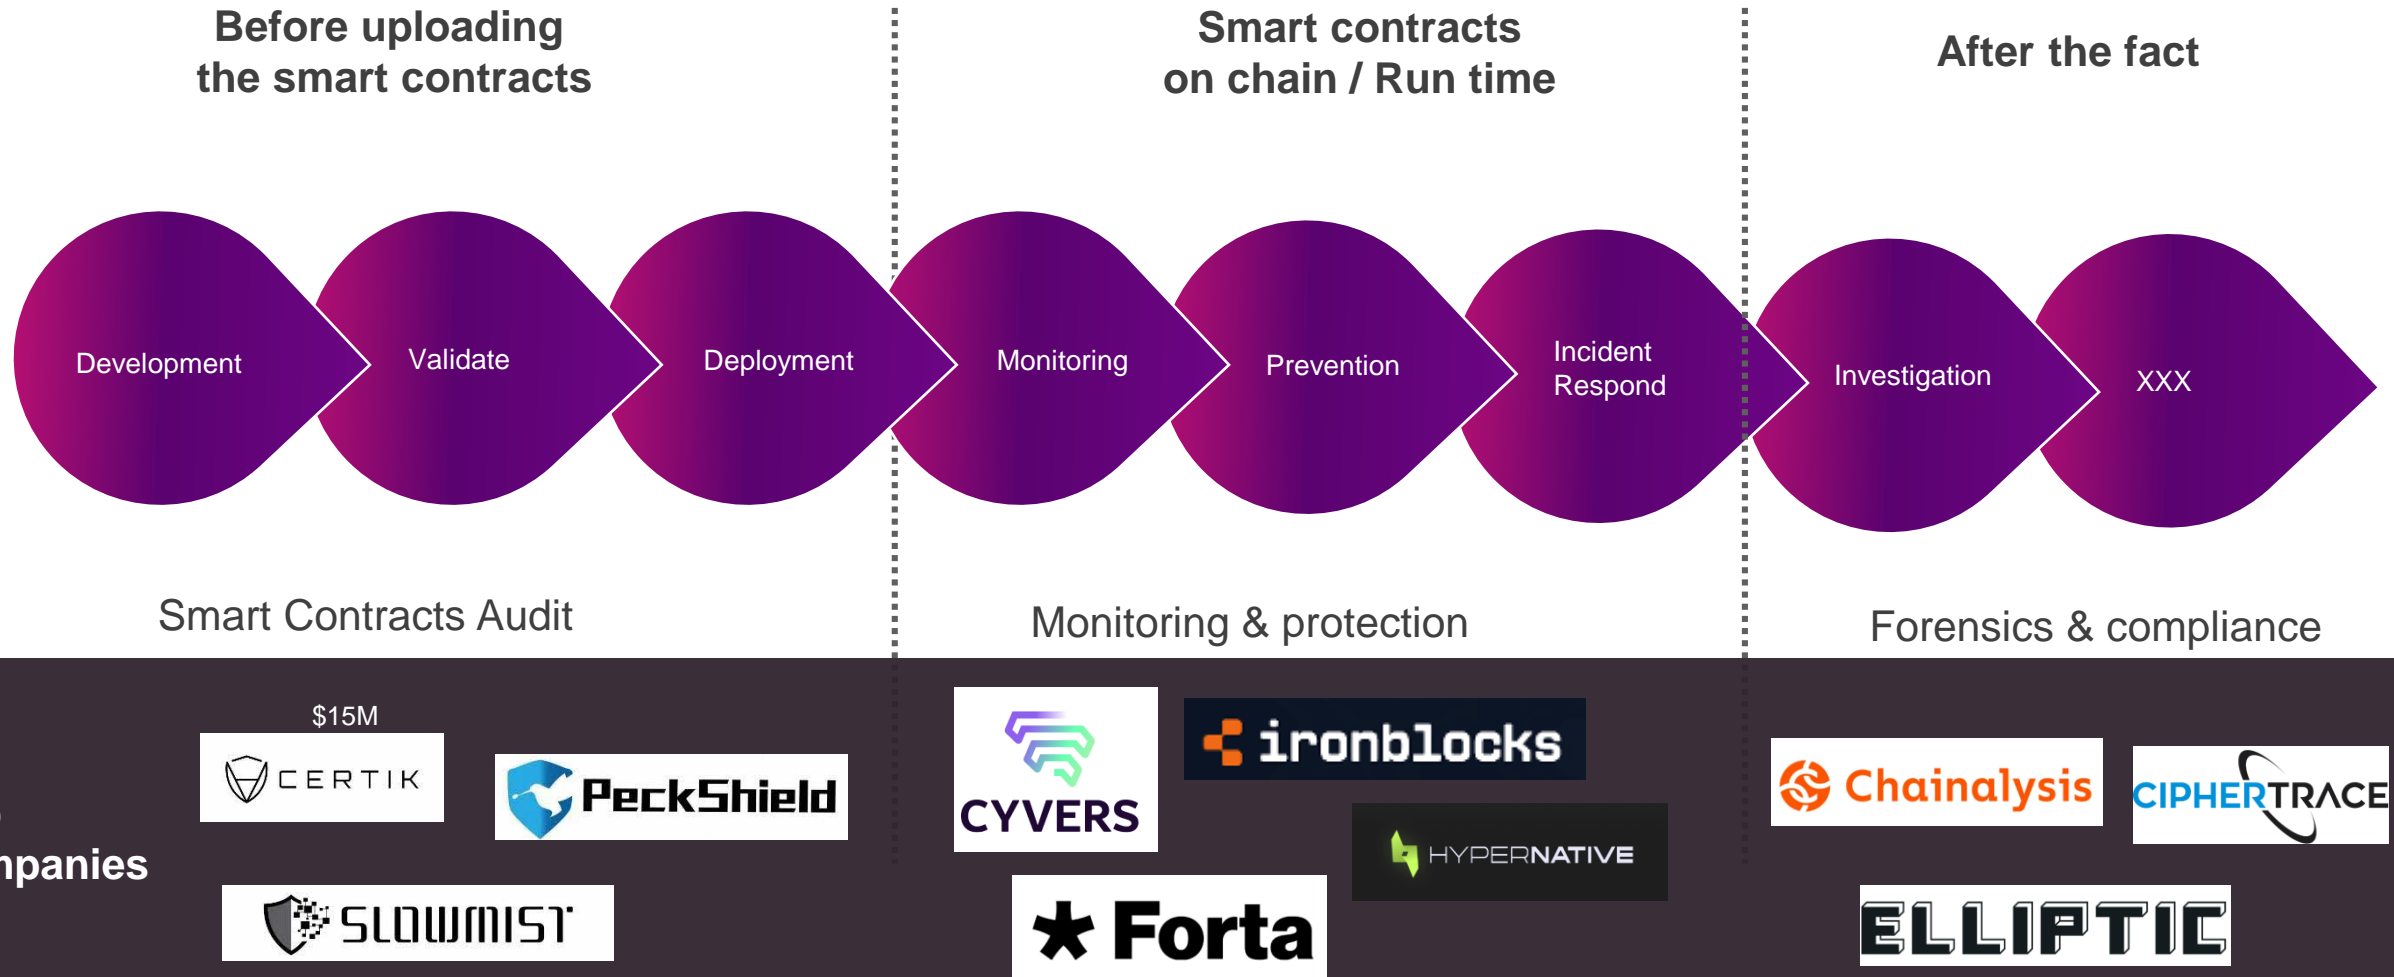 Before uploading
the smart contracts
Smart contracts
on chain / Run time
After the fact
Development
Validate
Deployment
Monitoring
Prevention
Incident
Respond
Investigation
XXX
Smart Contracts Audit
Monitoring & protection
Forensics & compliance
$15M
CERTIK
PeckShield
SLOWMIST
CYVERS
ironblocks
HYPERNATIVE
Forta
Chainalysis
CIPHERTRACE
ELLIPTIC
mpanies